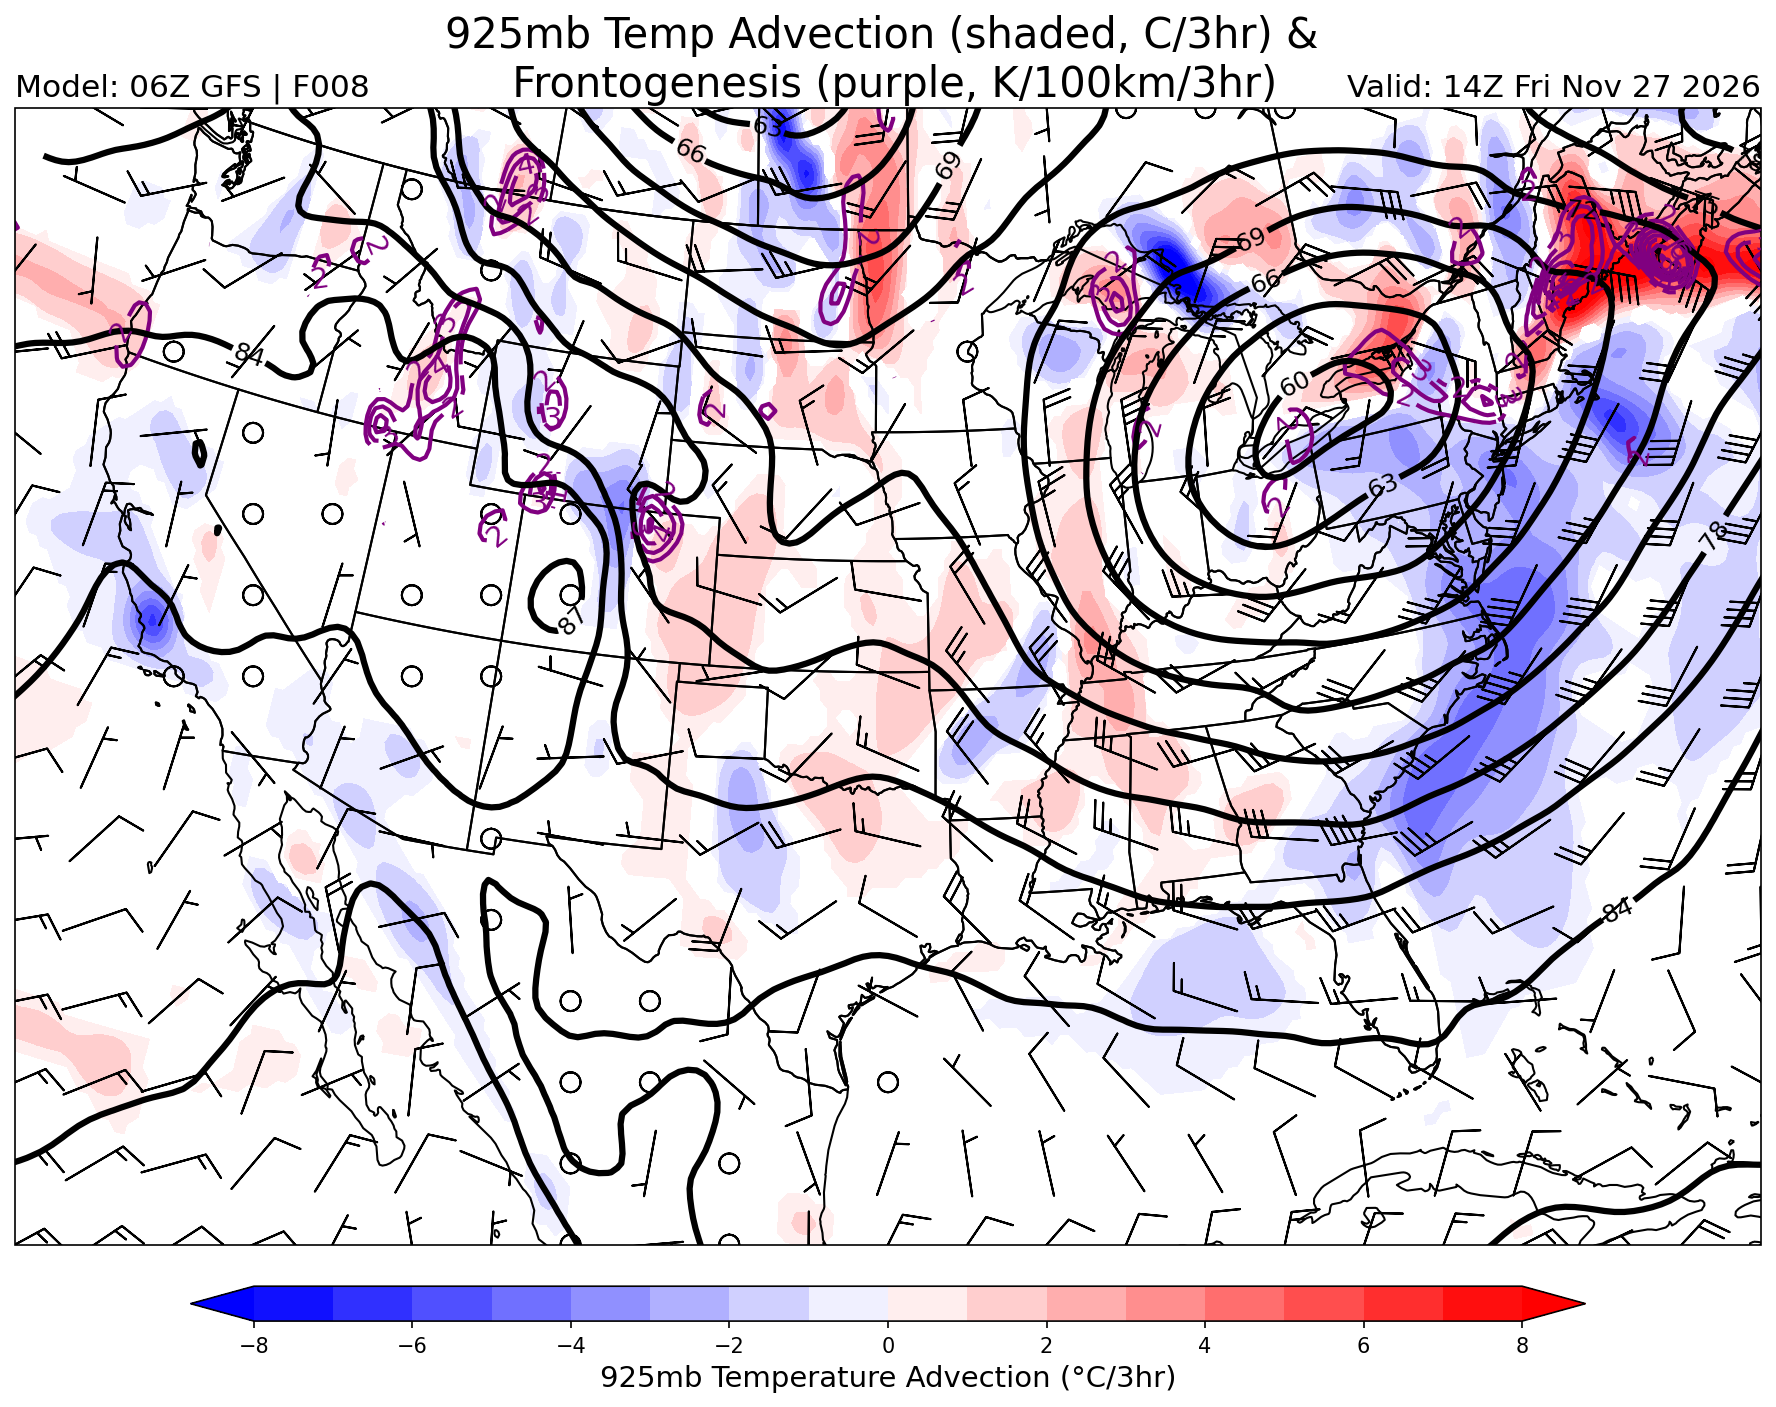 925mb Temp Advection (shaded, C/3hr) &
Model: 06Z GFS | F008
Frontogenesis (purple, K/100km/3hr)
Valid: 14Z Fri Nov 27 2026
63
66
69
72
75
69
66
60
63
78
84
84
87
−8 −6 −4 −2 0 2 4 6 8
925mb Temperature Advection (°C/3hr)